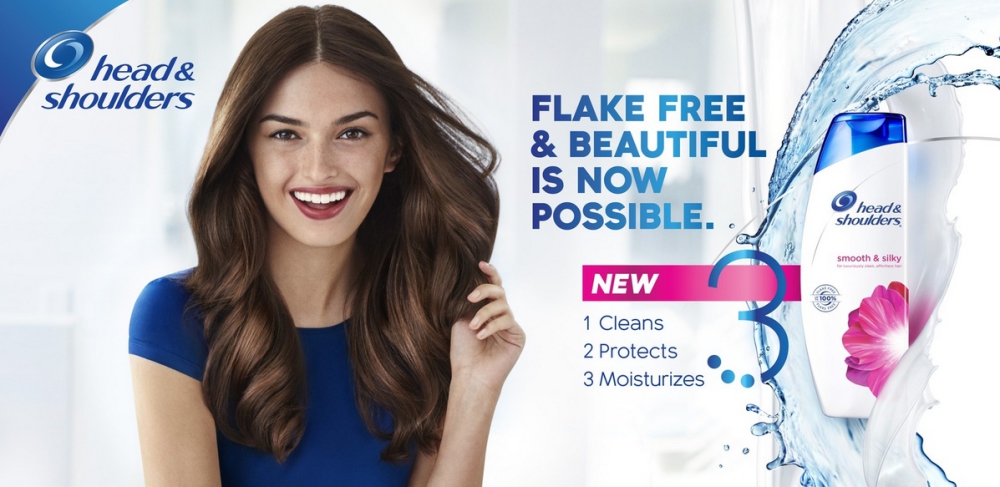 head &
shoulders
FLAKE FREE
& BEAUTIFUL
IS NOW
POSSIBLE.
NEW
3
1 Cleans
2 Protects
3 Moisturizes
head &
shoulders
smooth & silky
100%